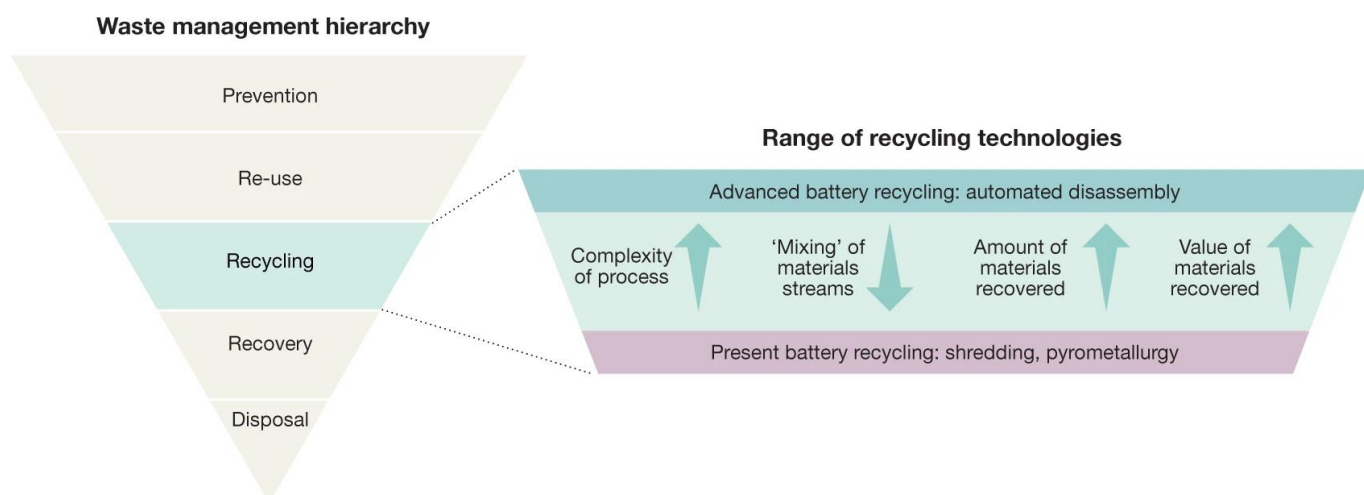 Waste management hierarchy
Prevention
Re-use
Recycling
Recovery
Disposal
Range of recycling technologies
Advanced battery recycling: automated disassembly
Complexity
of process
‘Mixing’ of
materials
streams
Amount of
materials
recovered
Value of
materials
recovered
Present battery recycling: shredding, pyrometallurgy